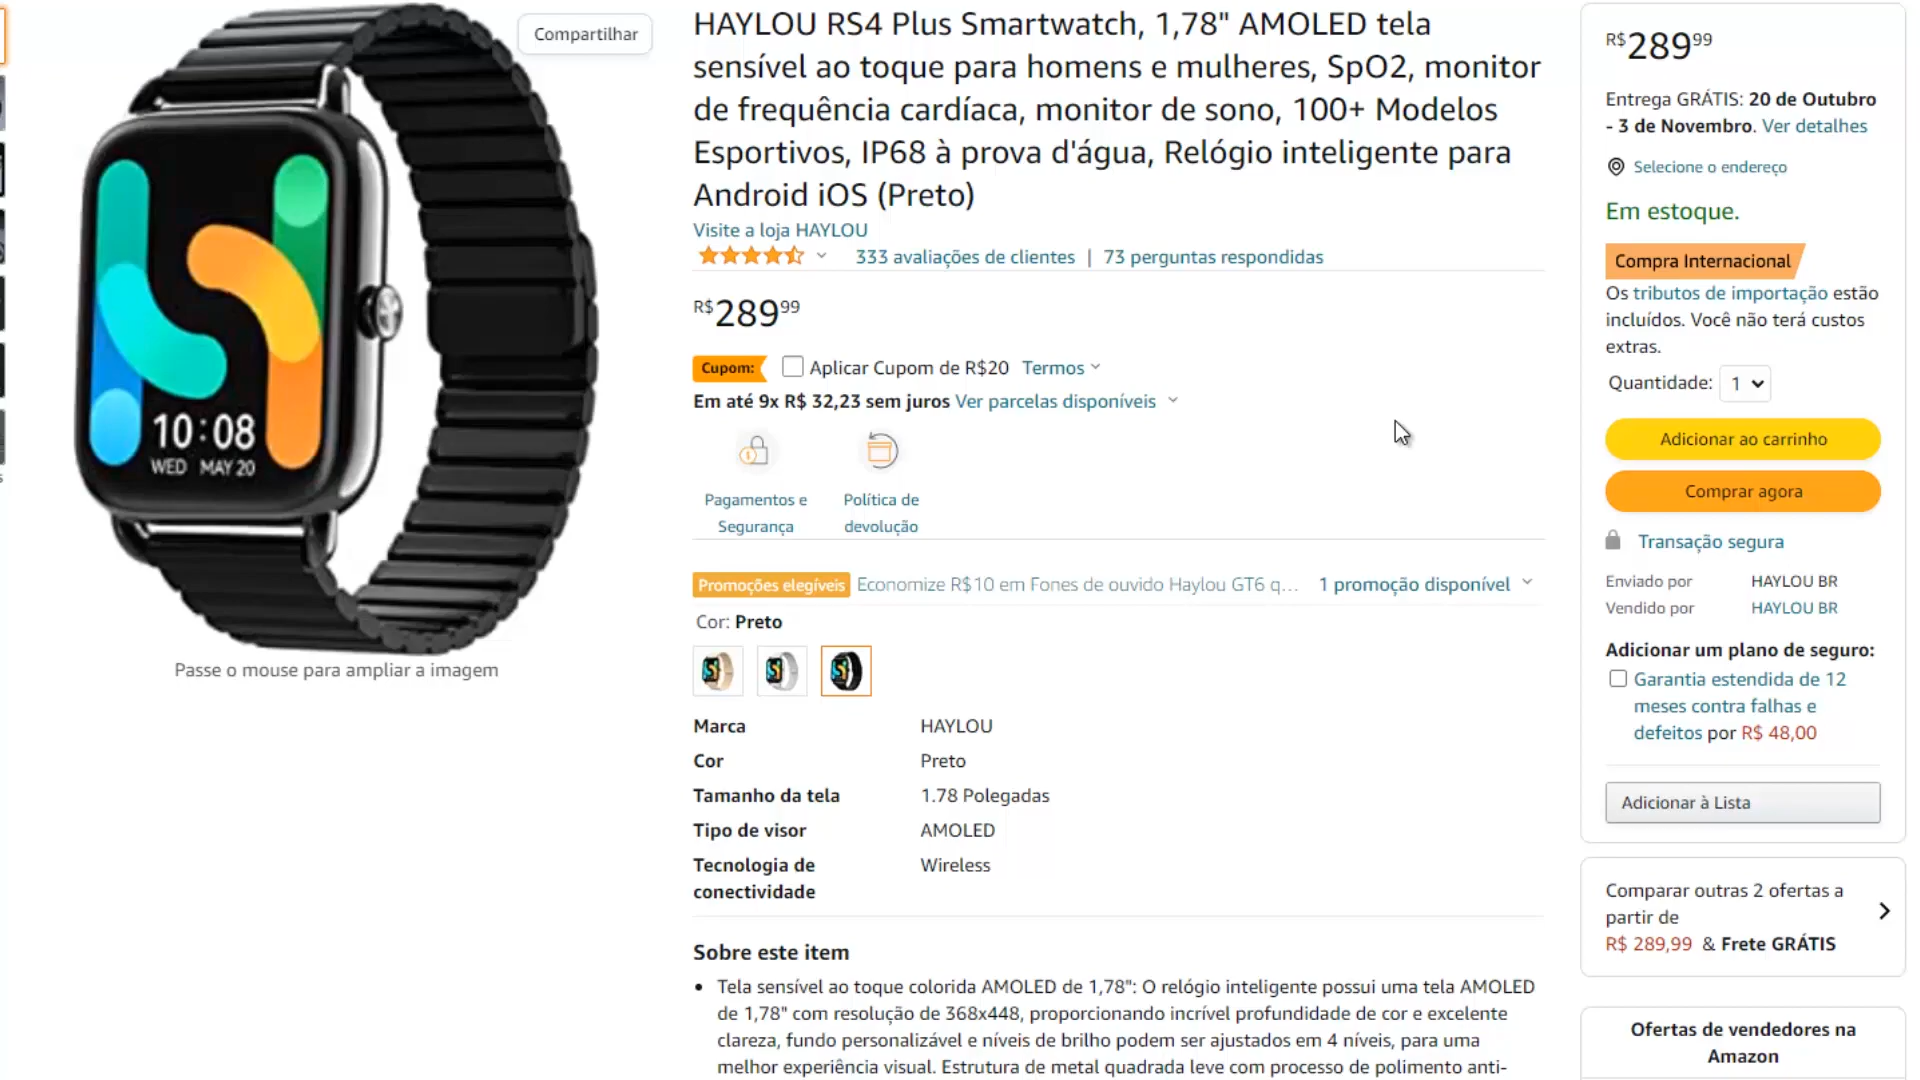 Compartilhar
10:08
WED MAY 20
Passe o mouse para ampliar a imagem
HAYLOU RS4 Plus Smartwatch, 1,78" AMOLED tela
sensível ao toque para homens e mulheres, SpO2, monitor
de frequência cardíaca, monitor de sono, 100+ Modelos
Esportivos, IP68 à prova d'água, Relógio inteligente para
Android iOS (Preto)
Visite a loja HAYLOU
333 avaliações de clientes | 73 perguntas respondidas
R$28999
Cupom: Aplicar Cupom de R$20 Termos
Em até 9x R$ 32,23 sem juros Ver parcelas disponíveis
Pagamentos e
Segurança
Política de
devolução
Promoções elegíveis Economize R$10 em Fones de ouvido Haylou GT6 q... 1 promoção disponível
Cor: Preto
Marca HAYLOU
Cor Preto
Tamanho da tela 1.78 Polegadas
Tipo de visor AMOLED
Tecnologia de Wireless
conectividade
Sobre este item
• Tela sensível ao toque colorida AMOLED de 1,78": O relógio inteligente possui uma tela AMOLED
de 1,78" com resolução de 368x448, proporcionando incrível profundidade de cor e excelente
clareza, fundo personalizável e níveis de brilho podem ser ajustados em 4 níveis, para uma
melhor experiência visual. Estrutura de metal quadrada leve com processo de polimento anti-
R$28999
Entrega GRÁTIS: 20 de Outubro
- 3 de Novembro. Ver detalhes
Selecione o endereço
Em estoque.
Compra Internacional
Os tributos de importação estão
incluídos. Você não terá custos
extras.
Quantidade: 1
Adicionar ao carrinho
Comprar agora
Transação segura
Enviado por HAYLOU BR
Vendido por HAYLOU BR
Adicionar um plano de seguro:
Garantia estendida de 12
meses contra falhas e
defeitos por R$ 48,00
Adicionar à Lista
Comparar outras 2 ofertas a
partir de
R$ 289,99 & Frete GRÁTIS
Ofertas de vendedores na
Amazon